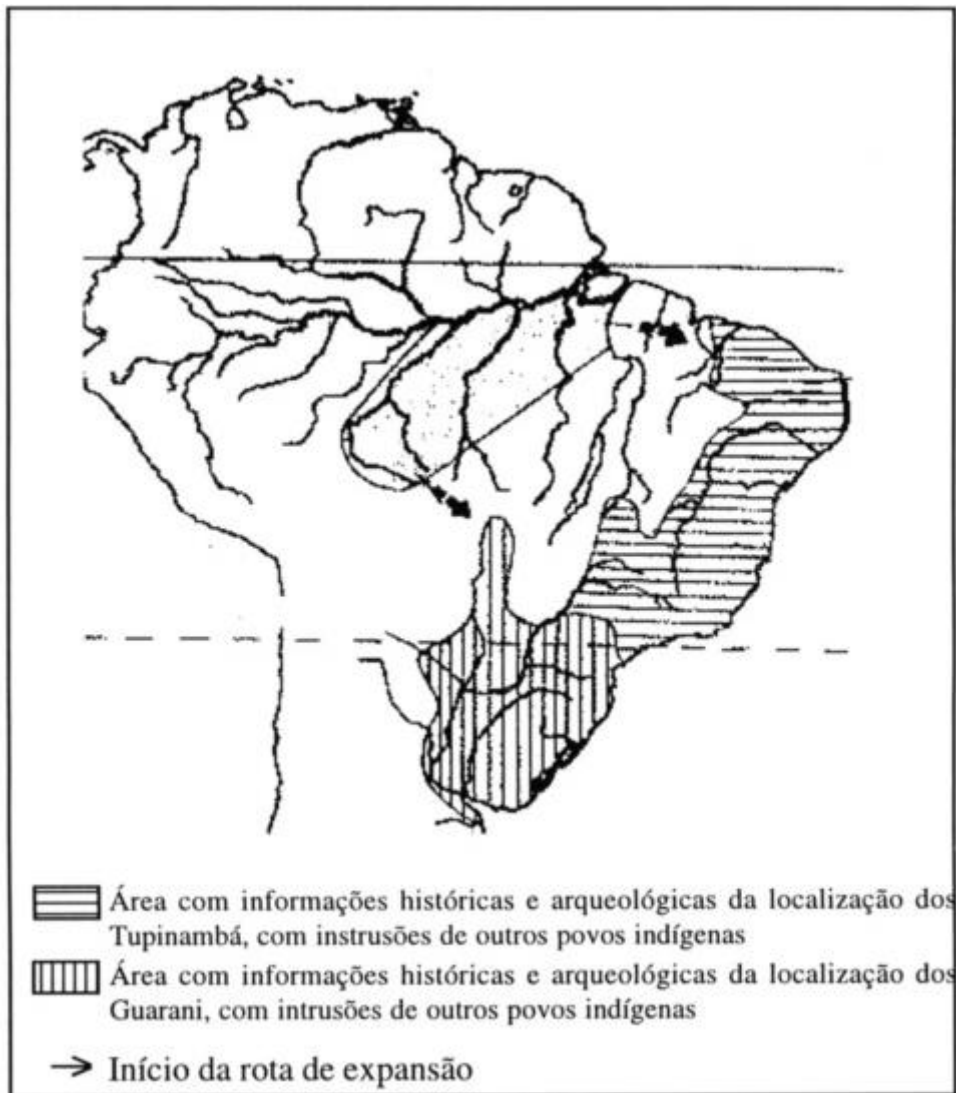 Área com informações históricas e arqueológicas da localização dos
Tupinambá, com instrusões de outros povos indígenas
Área com informações históricas e arqueológicas da localização dos
Guarani, com intrusões de outros povos indígenas
Início da rota de expansão